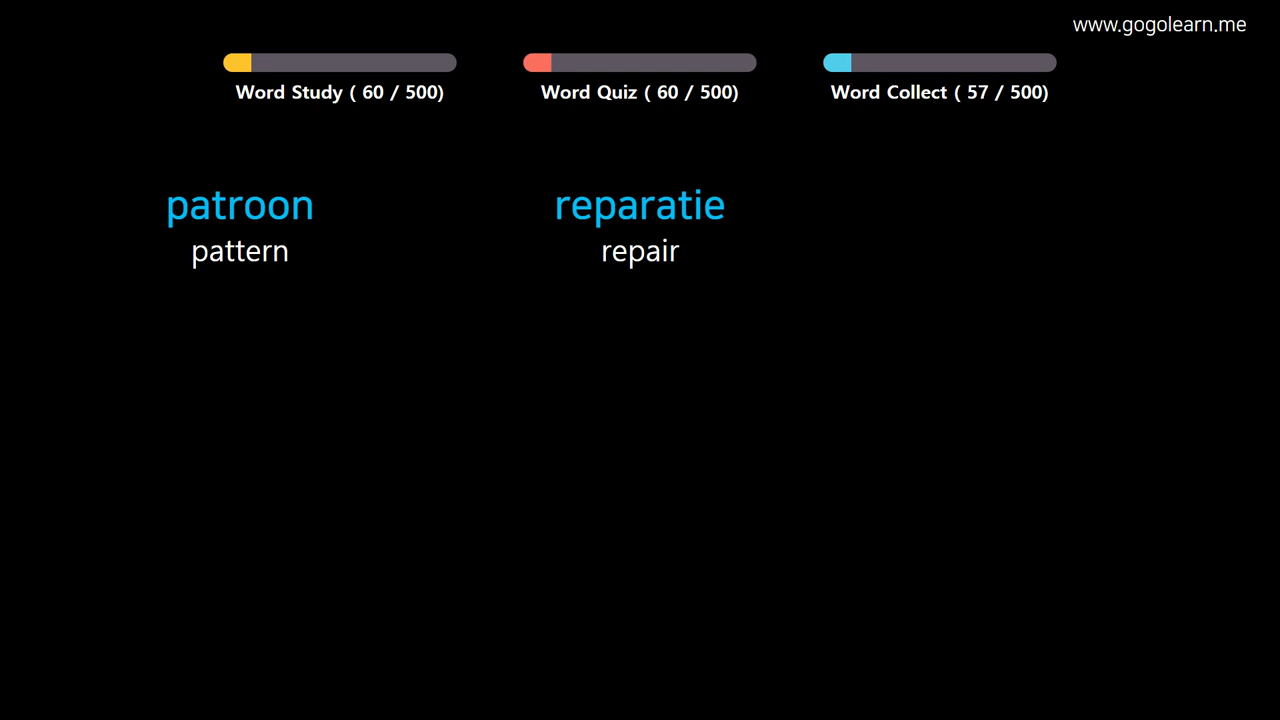 www.gogolearn.me
Word Study ( 60 / 500)
Word Quiz ( 60 / 500)
Word Collect ( 57 / 500)
patroon
pattern
reparatie
repair